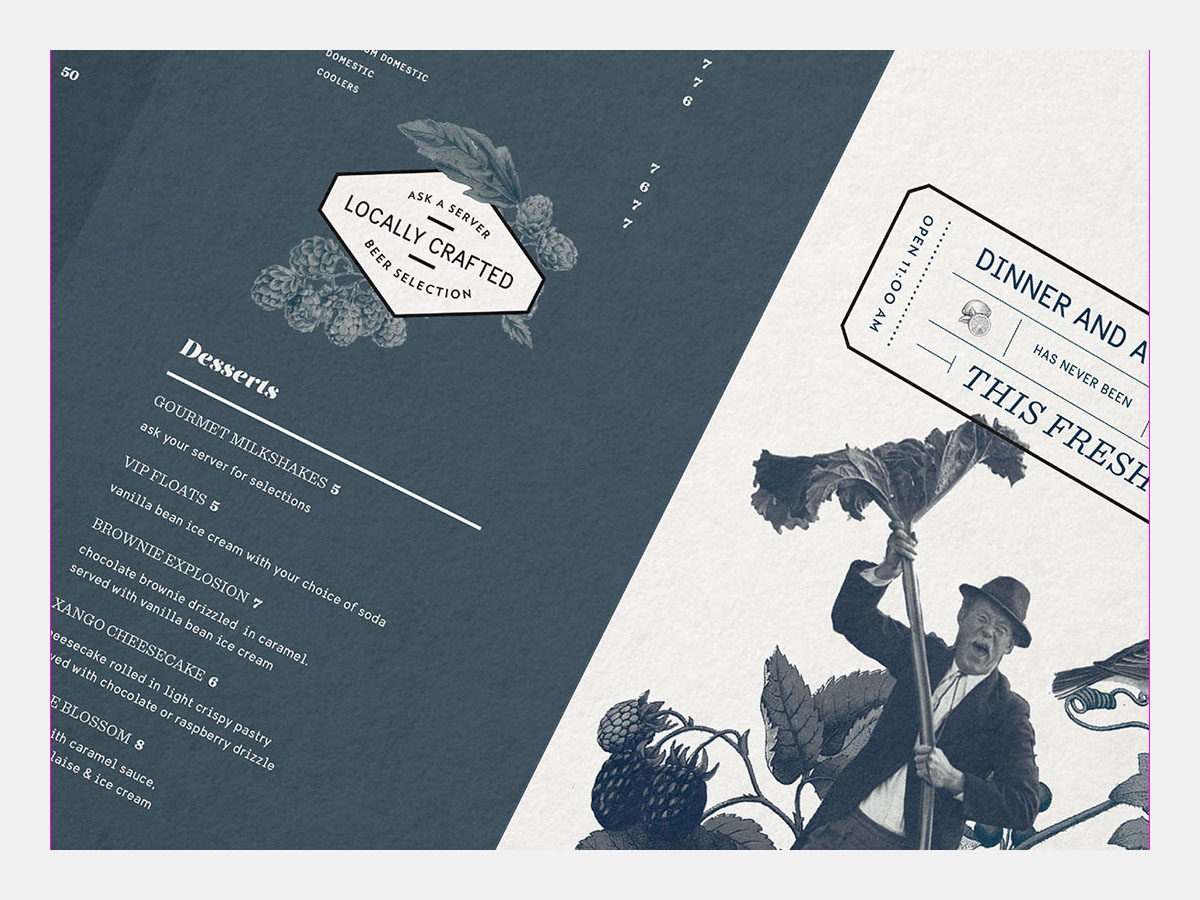 50
DOMESTIC
DOMESTIC
COOLERS
7
7
6
7
6
7
7
ASK A SERVER
LOCALLY CRAFTED
BEER SELECTION
Desserts
GOURMET MILKSHAKES 5
ask your server for selections
VIP FLOATS 5
vanilla bean ice cream with your choice of soda
BROWNIE EXPLOSION 7
chocolate brownie drizzled in caramel.
served with vanilla bean ice cream
XANGO CHEESECAKE 6
rolled in light crispy pastry
with chocolate or raspberry drizzle
BLOSSOM 8
caramel sauce,
& ice cream
OPEN 11:00 AM
DINNER AND A
HAS NEVER BEEN
THIS FRESH